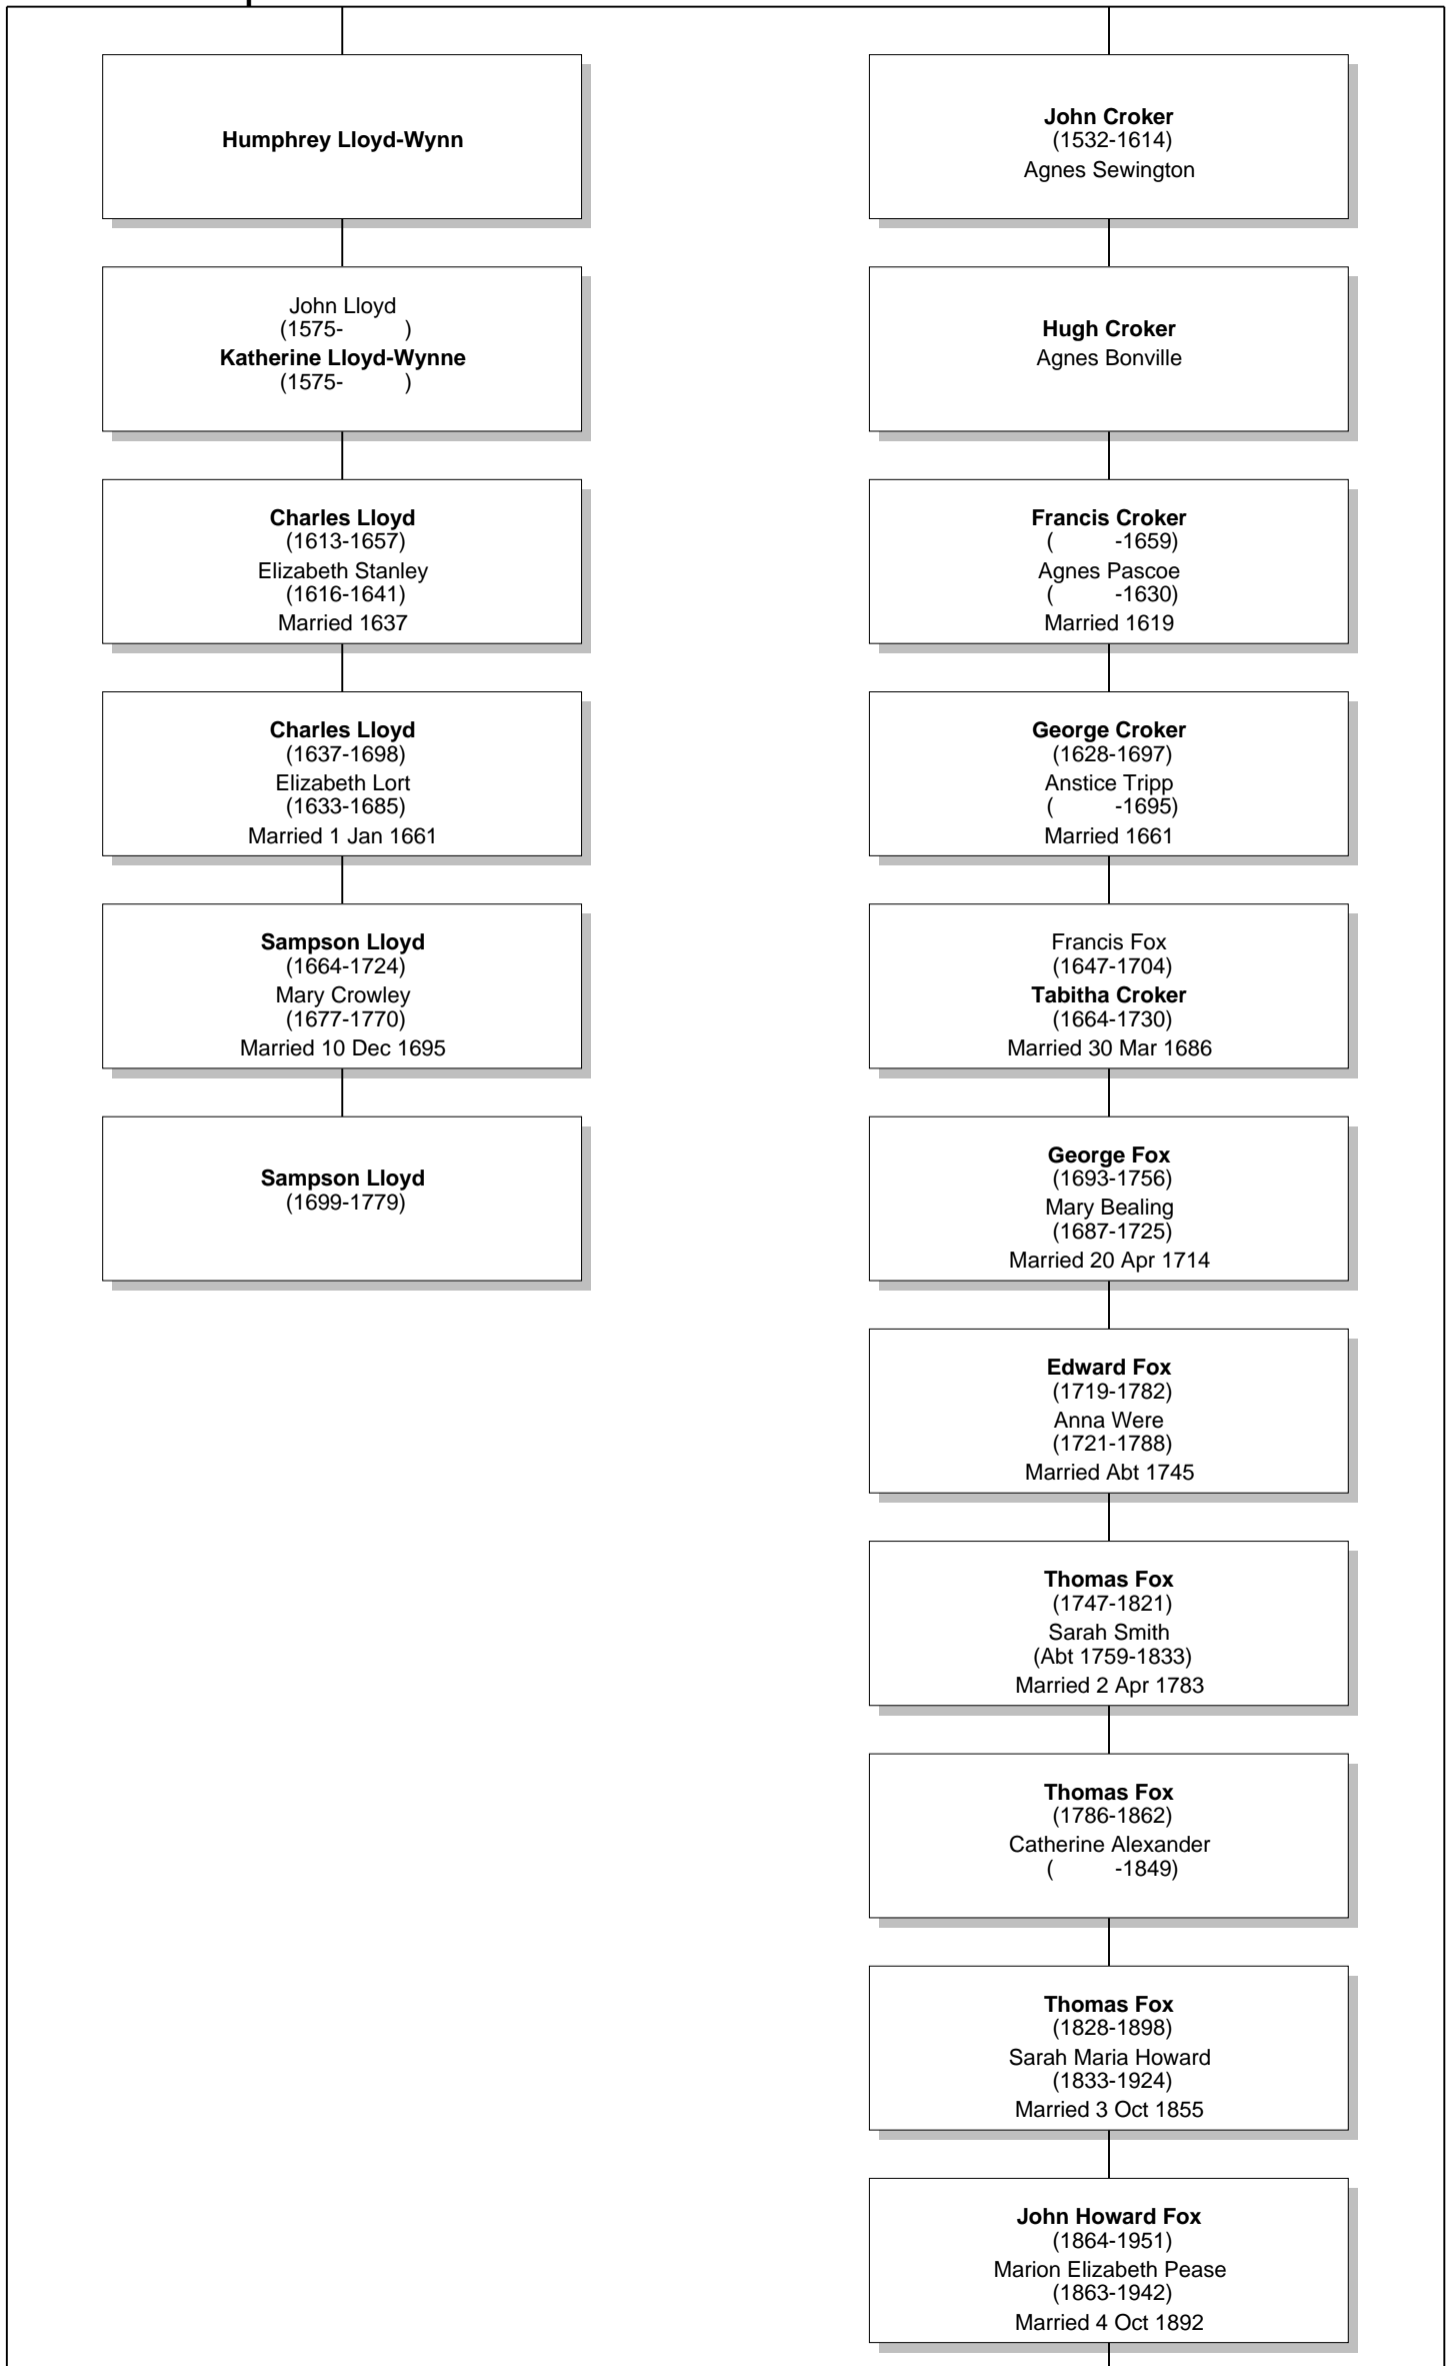 Humphrey Lloyd-Wynn
John Lloyd
(1575- )
Katherine Lloyd-Wynne
(1575- )
Charles Lloyd
(1613-1657)
Elizabeth Stanley
(1616-1641)
Married 1637
Charles Lloyd
(1637-1698)
Elizabeth Lort
(1633-1685)
Married 1 Jan 1661
Sampson Lloyd
(1664-1724)
Mary Crowley
(1677-1770)
Married 10 Dec 1695
Sampson Lloyd
(1699-1779)
John Croker
(1532-1614)
Agnes Sewington
Hugh Croker
Agnes Bonville
Francis Croker
( -1659)
Agnes Pascoe
( -1630)
Married 1619
George Croker
(1628-1697)
Anstice Tripp
( -1695)
Married 1661
Francis Fox
(1647-1704)
Tabitha Croker
(1664-1730)
Married 30 Mar 1686
George Fox
(1693-1756)
Mary Bealing
(1687-1725)
Married 20 Apr 1714
Edward Fox
(1719-1782)
Anna Were
(1721-1788)
Married Abt 1745
Thomas Fox
(1747-1821)
Sarah Smith
(Abt 1759-1833)
Married 2 Apr 1783
Thomas Fox
(1786-1862)
Catherine Alexander
( -1849)
Thomas Fox
(1828-1898)
Sarah Maria Howard
(1833-1924)
Married 3 Oct 1855
John Howard Fox
(1864-1951)
Marion Elizabeth Pease
(1863-1942)
Married 4 Oct 1892